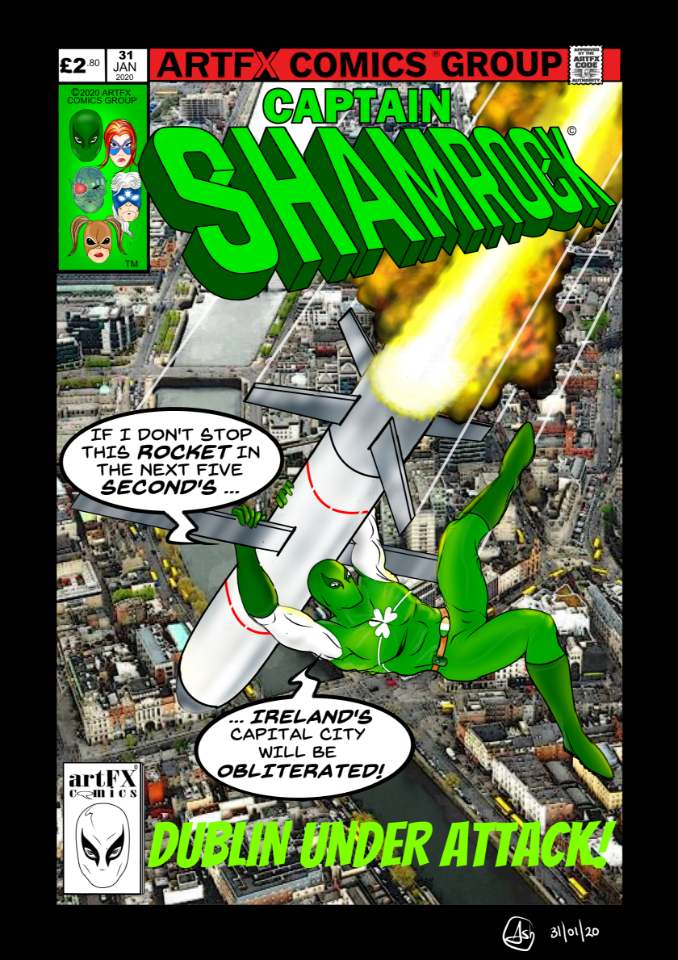 £2.80
31
JAN
2020
ARTFX COMICS GROUP
APPROVED
BY THE
ARTFX
CODE
AUTHORITY
©2020 ARTFX
COMICS GROUP
TM
CAPTAIN
SHAMROCK©
IF I DON'T STOP
THIS ROCKET IN
THE NEXT FIVE
SECOND'S ...
... IRELAND'S
CAPITAL CITY
WILL BE
OBLITERATED!
artFX
comics
DUBLIN UNDER ATTACK!
Ash 31/01/20